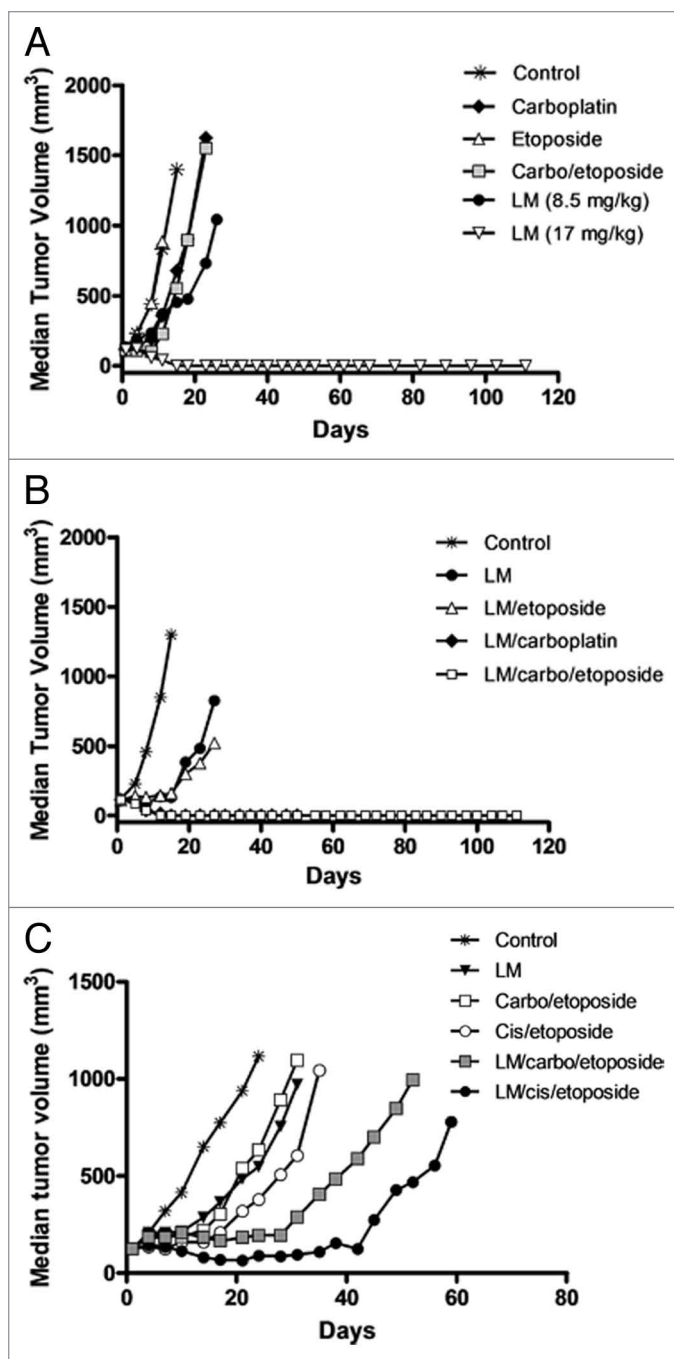 A
Median Tumor Volume (mm³)
2000
1500
1000
500
0
0 20 40 60 80 100 120
Days
Control
Carboplatin
Etoposide
Carbo/etoposide
LM (8.5 mg/kg)
LM (17 mg/kg)
B
Median Tumor Volume (mm³)
2000
1500
1000
500
0
0 20 40 60 80 100 120
Days
Control
LM
LM/etoposide
LM/carboplatin
LM/carbo/etoposide
C
Median tumor volume (mm³)
1500
1000
500
0
0 20 40 60 80
Days
Control
LM
Carbo/etoposide
Cis/etoposide
LM/carbo/etoposide
LM/cis/etoposide